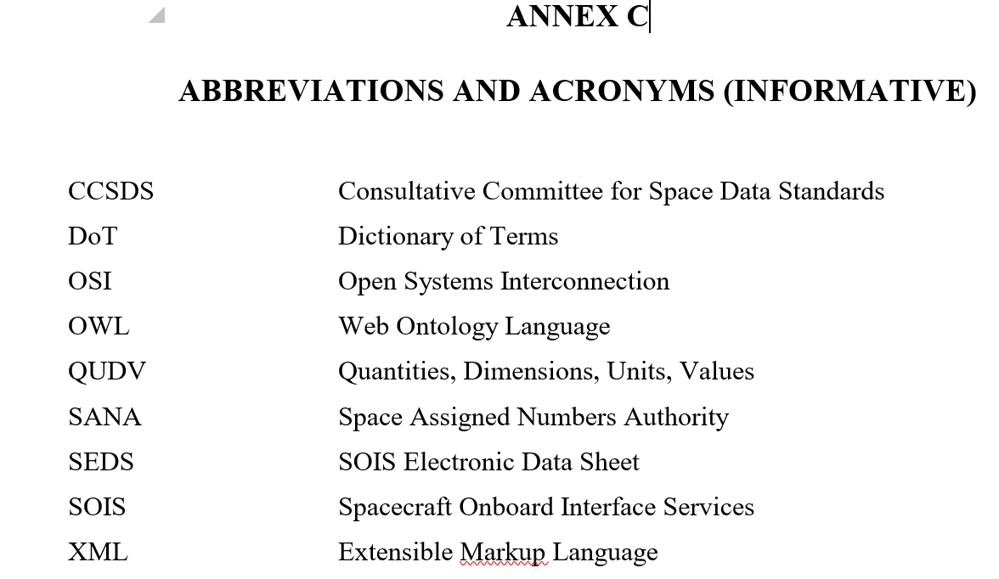 ANNEX C
ABBREVIATIONS AND ACRONYMS (INFORMATIVE)
CCSDS Consultative Committee for Space Data Standards
DoT Dictionary of Terms
OSI Open Systems Interconnection
OWL Web Ontology Language
QUDV Quantities, Dimensions, Units, Values
SANA Space Assigned Numbers Authority
SEDS SOIS Electronic Data Sheet
SOIS Spacecraft Onboard Interface Services
XML Extensible Markup Language